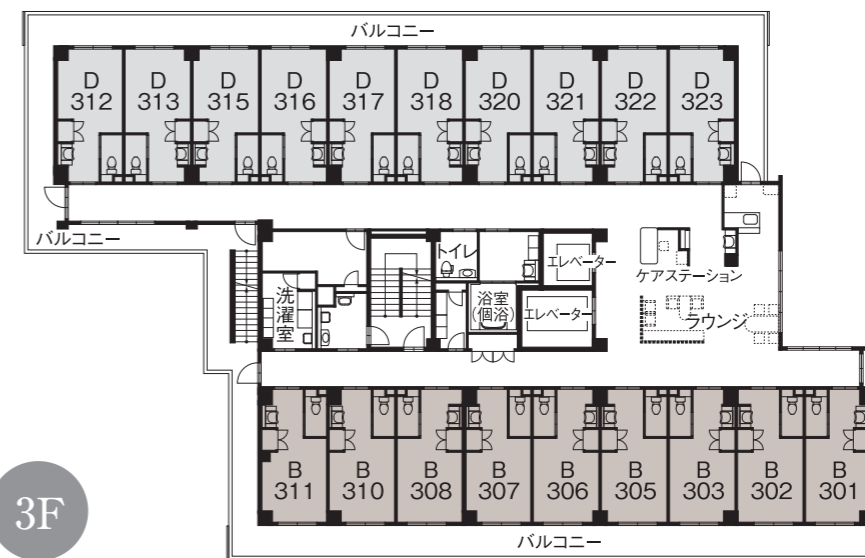 バルコニー
D
312
D
313
D
315
D
316
D
317
D
318
D
320
D
321
D
322
D
323
バルコニー
トイレ
エレベーター
ケアステーション
洗濯室
浴室
(個浴)
エレベーター
ラウンジ
B
311
B
310
B
308
B
307
B
306
B
305
B
303
B
302
B
301
3F
バルコニー